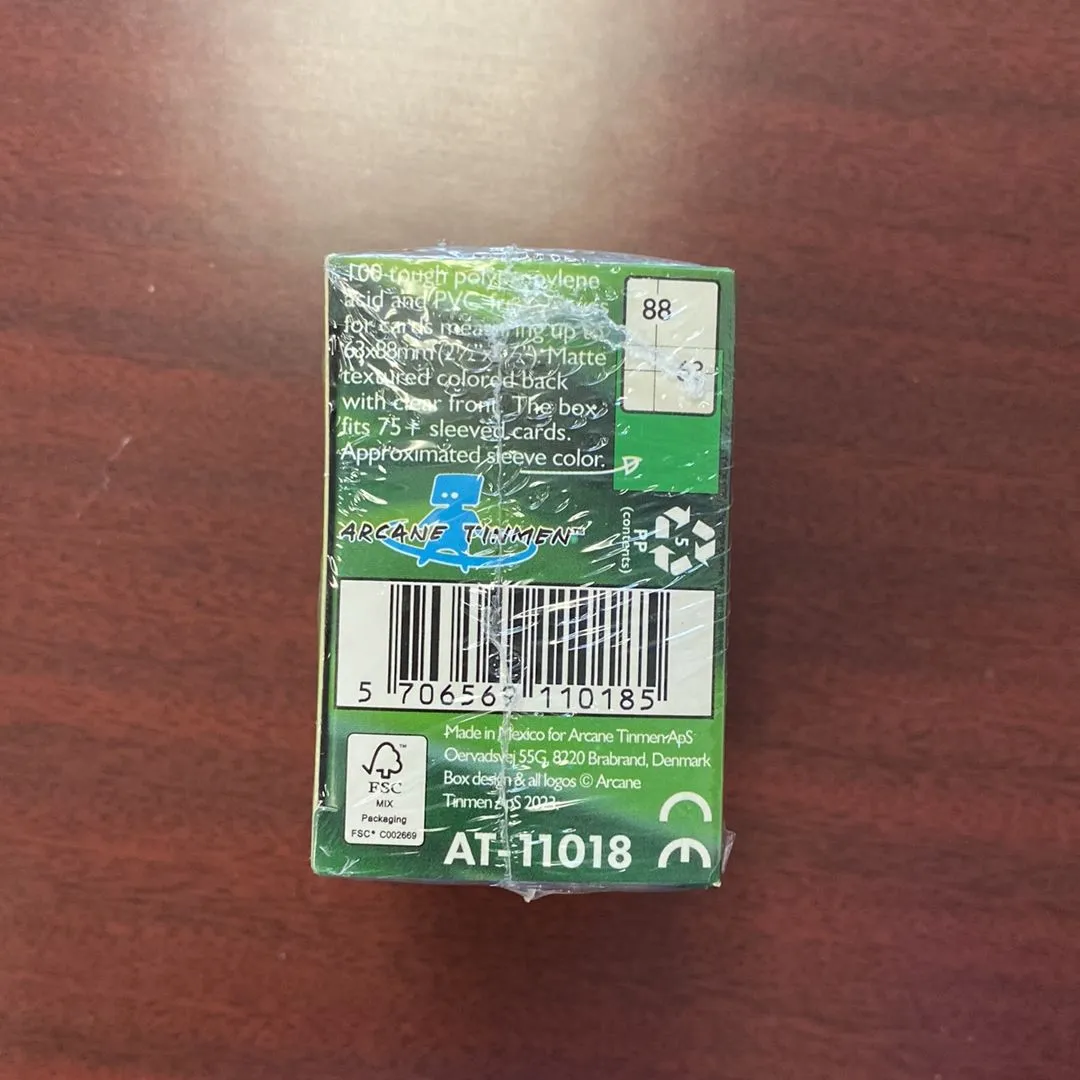 100 tough polypropylene
acid and PVC
for cards measuring up to
63x88mm (2½"x3½"). Matte
textured colored back
with clear front. The box
fits 75+ sleeved cards.
Approximated sleeve color.
88
63
ARCANE TINMEN™
PP
(contents)
5
5 706569 110185
Made in Mexico for Arcane Tinmen ApS
Oervadsvej 55G, 8220 Brabrand, Denmark
Box design & all logos © Arcane
Tinmen ApS 2023.
FSC™
MIX
Packaging
FSC® C002669
AT-11018
CE